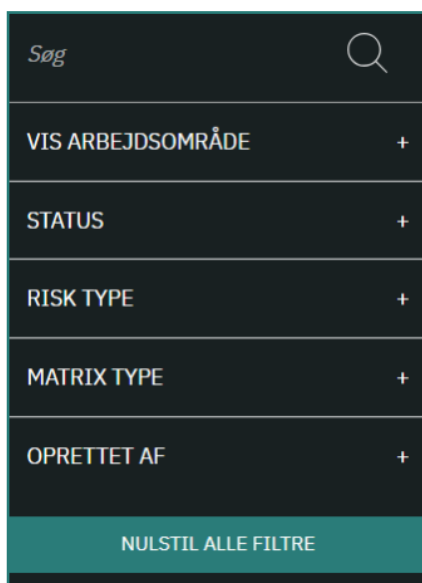 Søg
VIS ARBEJDSOMRÅDE +
STATUS +
RISK TYPE +
MATRIX TYPE +
OPRETTET AF +
NULSTIL ALLE FILTRE